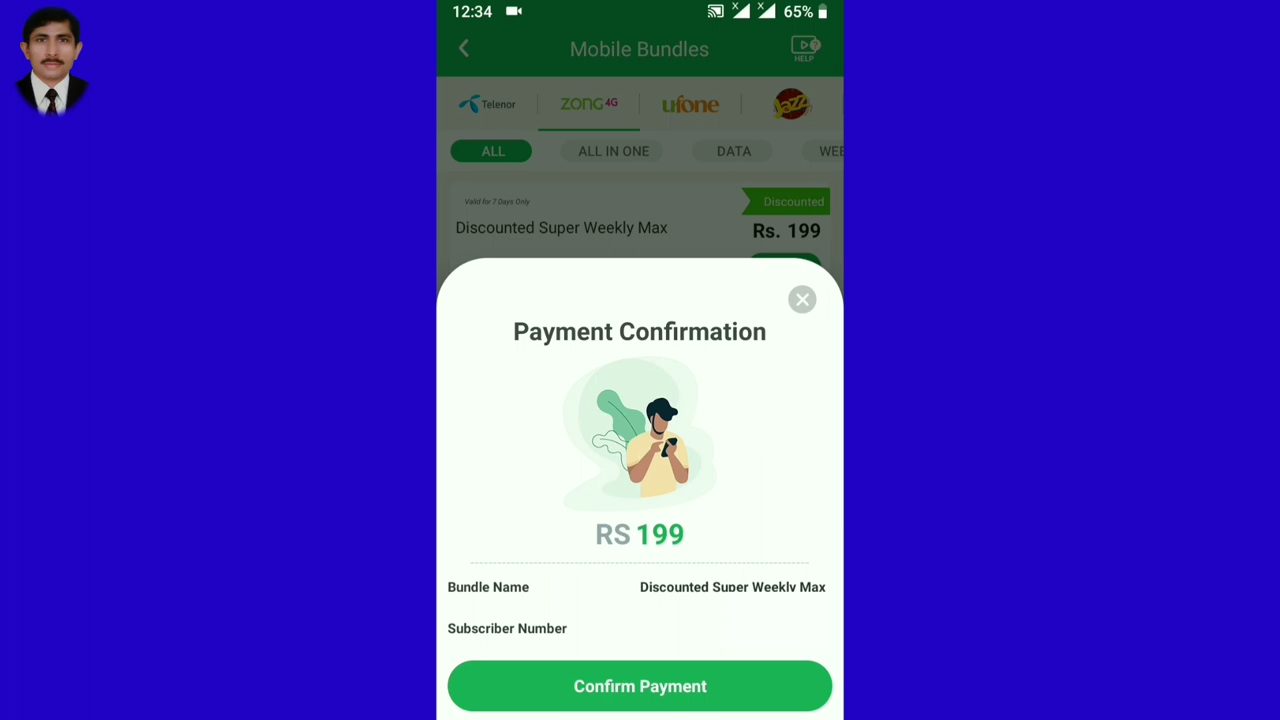 12:34
65%
Mobile Bundles
HELP
Telenor
ZONG 4G
ufone
Jazz
ALL
ALL IN ONE
DATA
WEE
Valid for 7 Days Only
Discounted
Discounted Super Weekly Max
Rs. 199
Payment Confirmation
RS 199
Bundle Name
Discounted Super Weekly Max
Subscriber Number
Confirm Payment